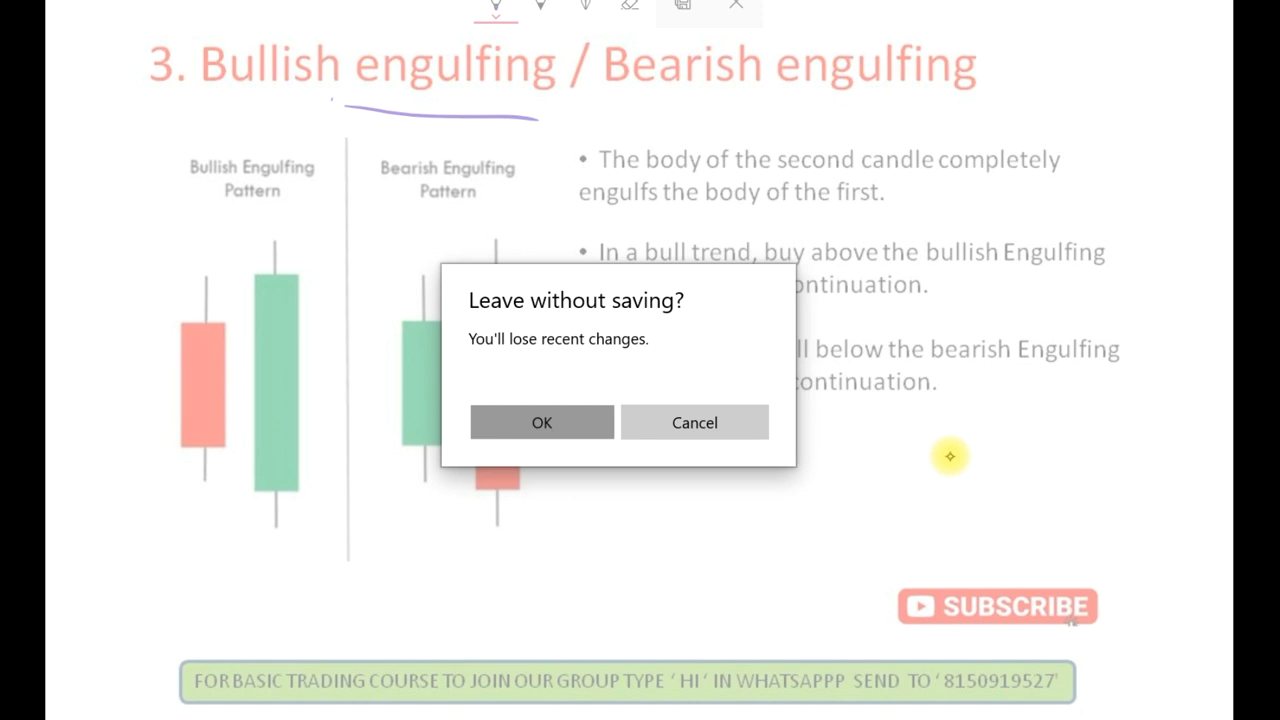 3. Bullish engulfing / Bearish engulfing
Bullish Engulfing
Pattern
Bearish Engulfing
Pattern
• The body of the second candle completely
engulfs the body of the first.
• In a bull trend, buy above the bullish Engulfing
ontinuation.
ll below the bearish Engulfing
continuation.
Leave without saving?
You'll lose recent changes.
OK
Cancel
SUBSCRIBE
FOR BASIC TRADING COURSE TO JOIN OUR GROUP TYPE ‘ HI ‘ IN WHATSAPPP SEND TO ‘ 8150919527’